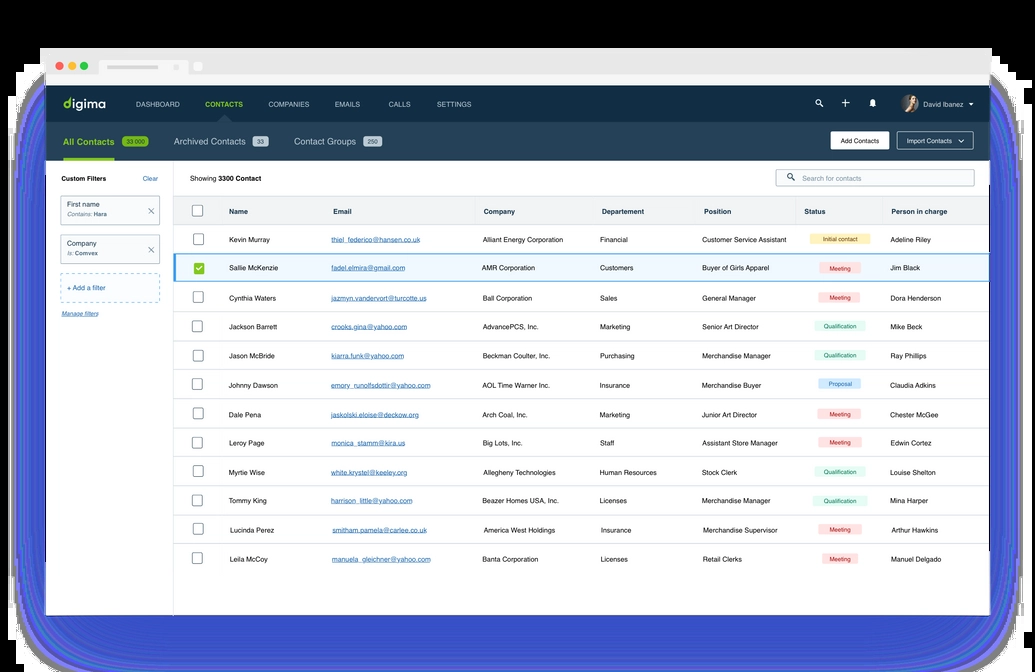 digima DASHBOARD CONTACTS COMPANIES EMAILS CALLS SETTINGS David Ibanez
All Contacts 33 000 Archived Contacts 33 Contact Groups 250 Add Contacts Import Contacts
Custom Filters Clear
First name
Contains: Hara
Company
Is: Comvex
+ Add a filter
Manage filters
Showing 3300 Contact Search for contacts
Name Email Company Departement Position Status Person in charge
Kevin Murray thiel_federico@hansen.co.uk Alliant Energy Corporation Financial Customer Service Assistant Initial contact Adeline Riley
Sallie McKenzie fadel.elmira@gmail.com AMR Corporation Customers Buyer of Girls Apparel Meeting Jim Black
Cynthia Waters jazmyn.vandervort@turcotte.us Ball Corporation Sales General Manager Meeting Dora Henderson
Jackson Barrett crooks.gina@yahoo.com AdvancePCS, Inc. Marketing Senior Art Director Qualification Mike Beck
Jason McBride kiarra.funk@yahoo.com Beckman Coulter, Inc. Purchasing Merchandise Manager Qualification Ray Phillips
Johnny Dawson emory_runolfsdottir@yahoo.com AOL Time Warner Inc. Insurance Merchandise Buyer Proposal Claudia Adkins
Dale Pena jaskolski.eloise@deckow.org Arch Coal, Inc. Marketing Junior Art Director Meeting Chester McGee
Leroy Page monica_stamm@kira.us Big Lots, Inc. Staff Assistant Store Manager Meeting Edwin Cortez
Myrtie Wise white.krystel@keeley.org Allegheny Technologies Human Resources Stock Clerk Qualification Louise Shelton
Tommy King harrison_little@yahoo.com Beazer Homes USA, Inc. Licenses Merchandise Manager Qualification Mina Harper
Lucinda Perez smitham.pamela@carlee.co.uk America West Holdings Insurance Merchandise Supervisor Meeting Arthur Hawkins
Leila McCoy manuela_gleichner@yahoo.com Banta Corporation Licenses Retail Clerks Meeting Manuel Delgado